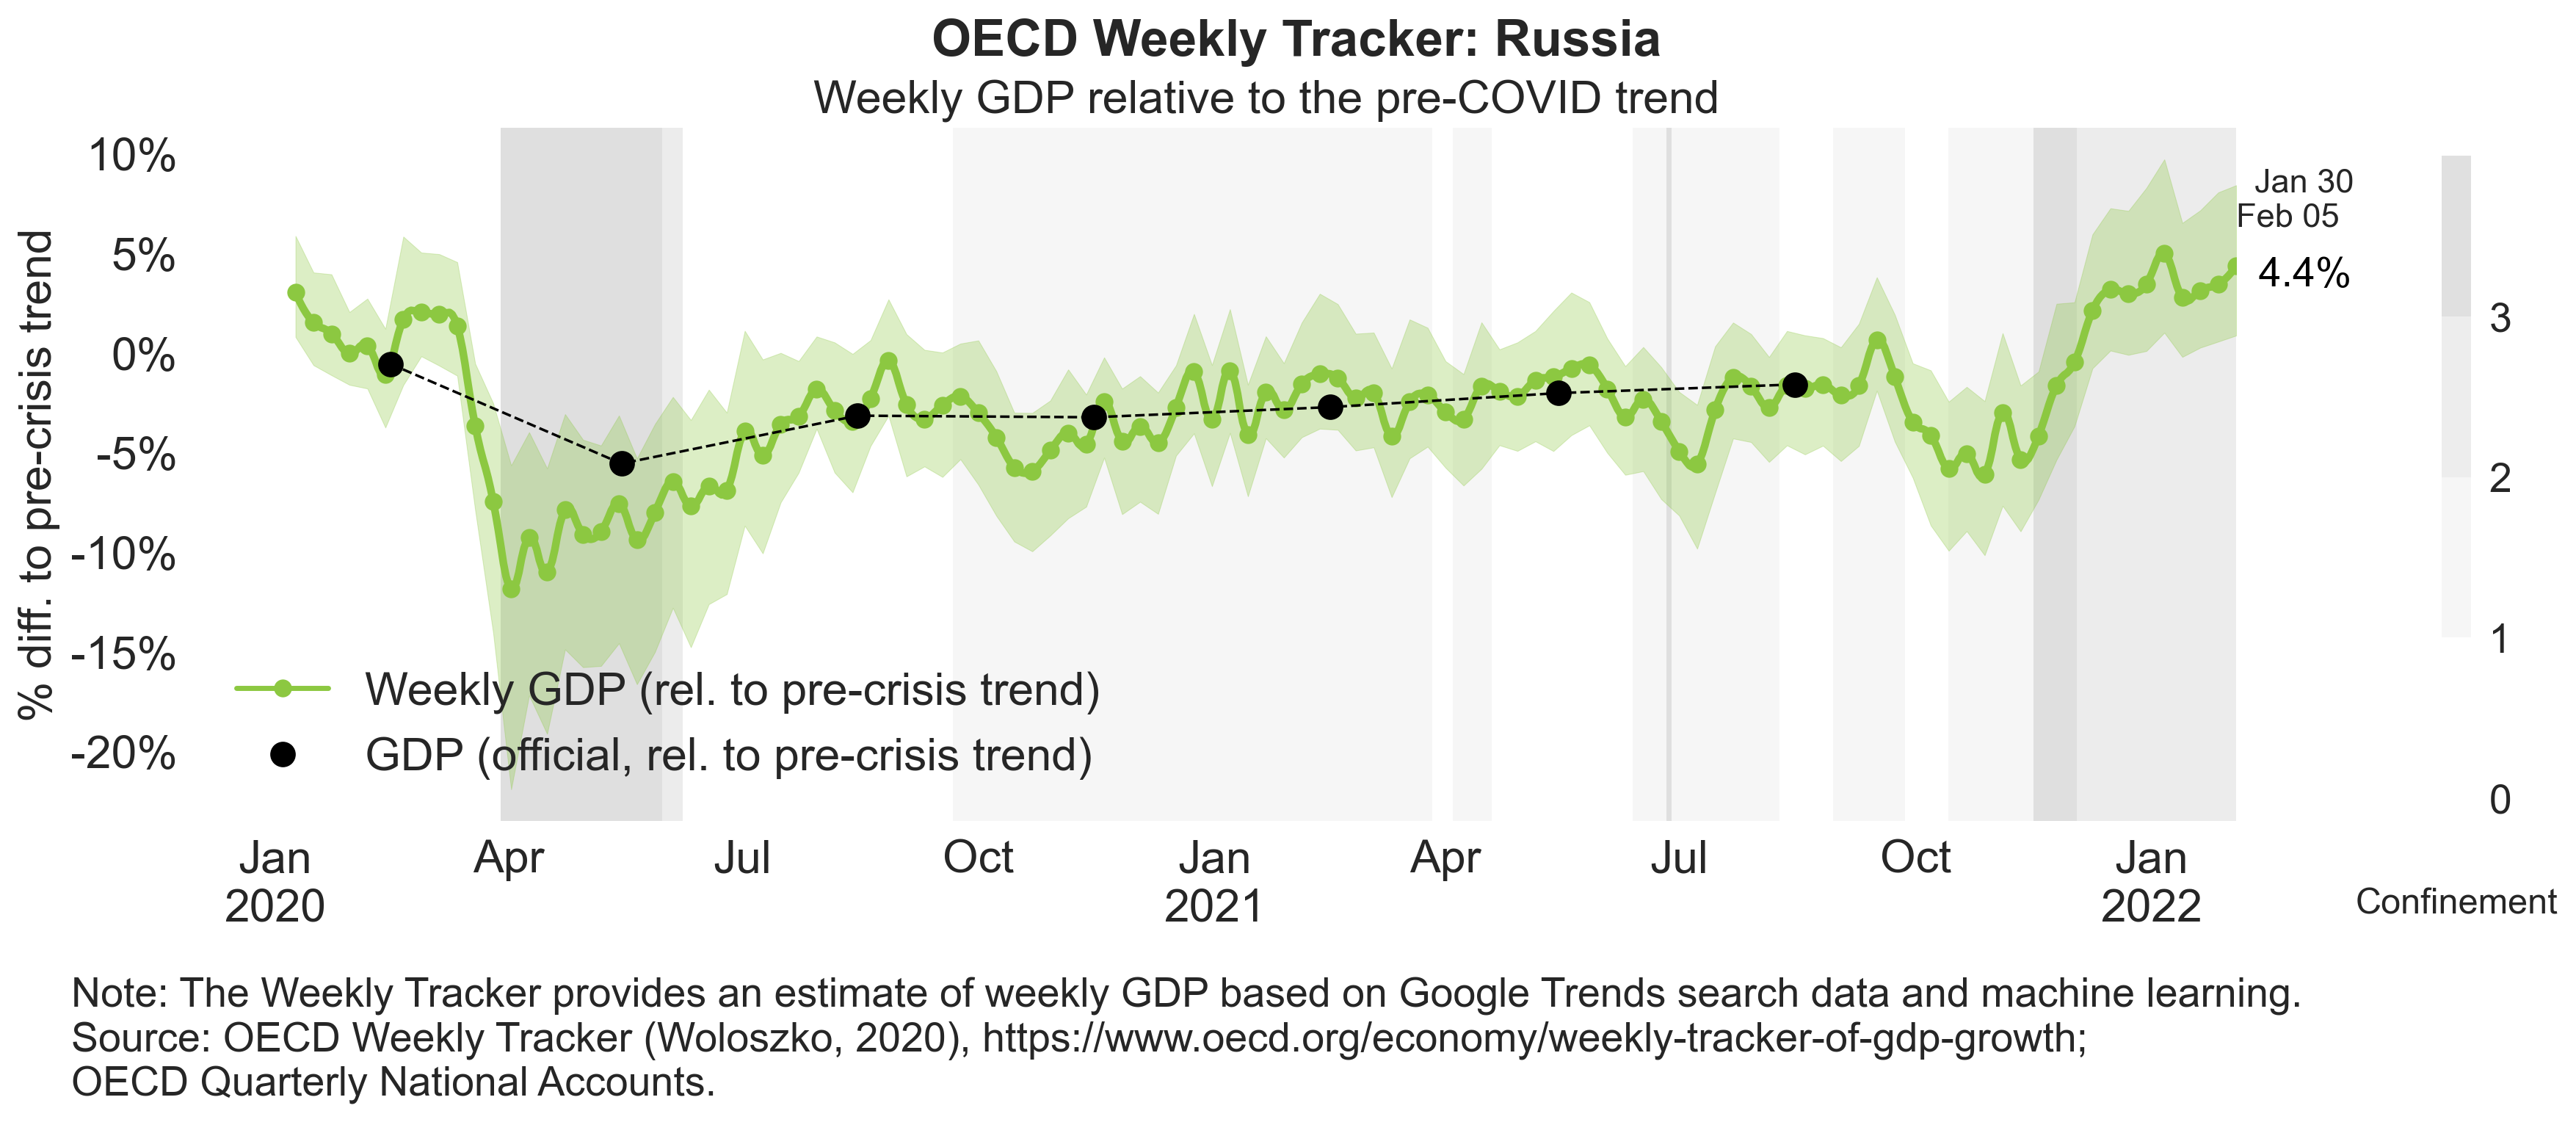 OECD Weekly Tracker: Russia
Weekly GDP relative to the pre-COVID trend
% diff. to pre-crisis trend
10%
5%
0%
-5%
-10%
-15%
-20%
Jan 30
Feb 05
4.4%
Weekly GDP (rel. to pre-crisis trend)
GDP (official, rel. to pre-crisis trend)
Jan
2020
Apr
Jul
Oct
Jan
2021
Apr
Jul
Oct
Jan
2022
3
2
1
0
Confinement
Note: The Weekly Tracker provides an estimate of weekly GDP based on Google Trends search data and machine learning.
Source: OECD Weekly Tracker (Woloszko, 2020), https://www.oecd.org/economy/weekly-tracker-of-gdp-growth;
OECD Quarterly National Accounts.